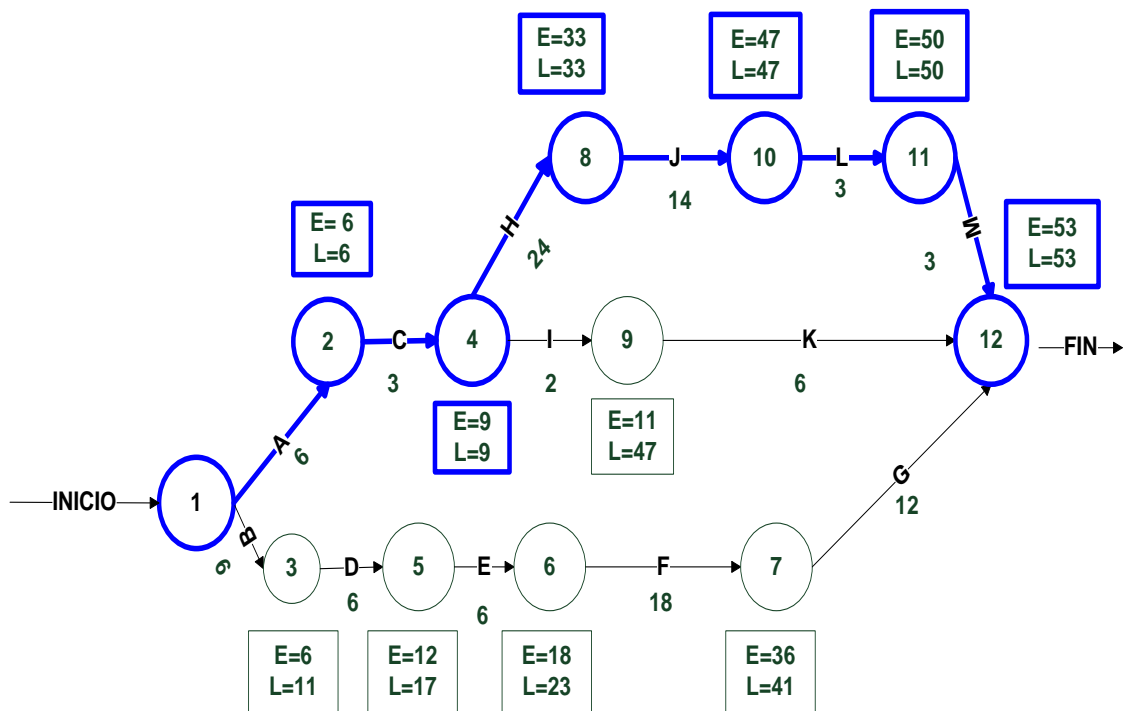 E=33
L=33
E=47
L=47
E=50
L=50
8
J
14
10
L
3
11
H
24
M
3
E= 6
L=6
E=53
L=53
2
C
3
4
I
2
9
K
6
12
FIN
E=9
L=9
E=11
L=47
A
6
INICIO
1
B
6
3
D
6
5
E
6
6
F
18
7
G
12
E=6
L=11
E=12
L=17
E=18
L=23
E=36
L=41